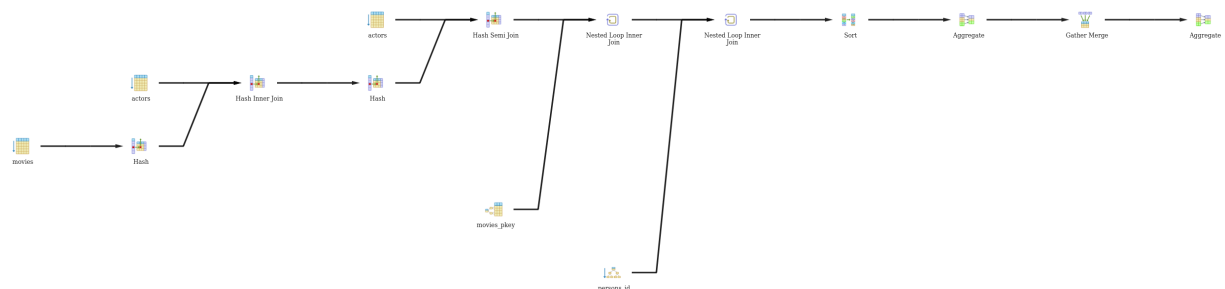 actors
Hash Semi Join
Nested Loop Inner
Join
Nested Loop Inner
Join
Sort
Aggregate
Gather Merge
Aggregate
actors
Hash Inner Join
Hash
movies
Hash
movies_pkey
persons_id